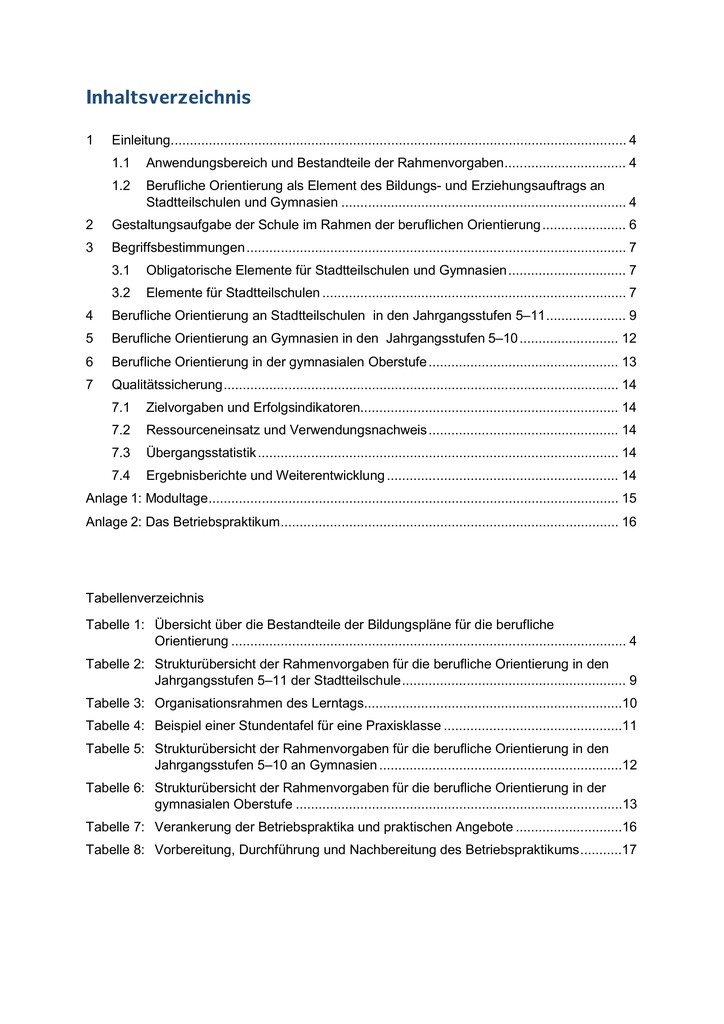 Inhaltsverzeichnis
1 Einleitung........................................................................................................................ 4
1.1 Anwendungsbereich und Bestandteile der Rahmenvorgaben................................ 4
1.2 Berufliche Orientierung als Element des Bildungs- und Erziehungsauftrags an
Stadtteilschulen und Gymnasien ........................................................................... 4
2 Gestaltungsaufgabe der Schule im Rahmen der beruflichen Orientierung ...................... 6
3 Begriffsbestimmungen .................................................................................................... 7
3.1 Obligatorische Elemente für Stadtteilschulen und Gymnasien ............................... 7
3.2 Elemente für Stadtteilschulen ................................................................................ 7
4 Berufliche Orientierung an Stadtteilschulen  in den Jahrgangsstufen 5–11..................... 9
5 Berufliche Orientierung an Gymnasien in den  Jahrgangsstufen 5–10 .......................... 12
6 Berufliche Orientierung in der gymnasialen Oberstufe .................................................. 13
7 Qualitätssicherung ........................................................................................................ 14
7.1 Zielvorgaben und Erfolgsindikatoren.................................................................... 14
7.2 Ressourceneinsatz und Verwendungsnachweis .................................................. 14
7.3 Übergangsstatistik ............................................................................................... 14
7.4 Ergebnisberichte und Weiterentwicklung ............................................................. 14
Anlage 1: Modultage............................................................................................................ 15
Anlage 2: Das Betriebspraktikum......................................................................................... 16
Tabellenverzeichnis
Tabelle 1: Übersicht über die Bestandteile der Bildungspläne für die berufliche
Orientierung ........................................................................................................ 4
Tabelle 2: Strukturübersicht der Rahmenvorgaben für die berufliche Orientierung in den
Jahrgangsstufen 5–11 der Stadtteilschule........................................................... 9
Tabelle 3: Organisationsrahmen des Lerntags....................................................................10
Tabelle 4: Beispiel einer Stundentafel für eine Praxisklasse ...............................................11
Tabelle 5: Strukturübersicht der Rahmenvorgaben für die berufliche Orientierung in den
Jahrgangsstufen 5–10 an Gymnasien ................................................................12
Tabelle 6: Strukturübersicht der Rahmenvorgaben für die berufliche Orientierung in der
gymnasialen Oberstufe ......................................................................................13
Tabelle 7: Verankerung der Betriebspraktika und praktischen Angebote ............................16
Tabelle 8: Vorbereitung, Durchführung und Nachbereitung des Betriebspraktikums...........17